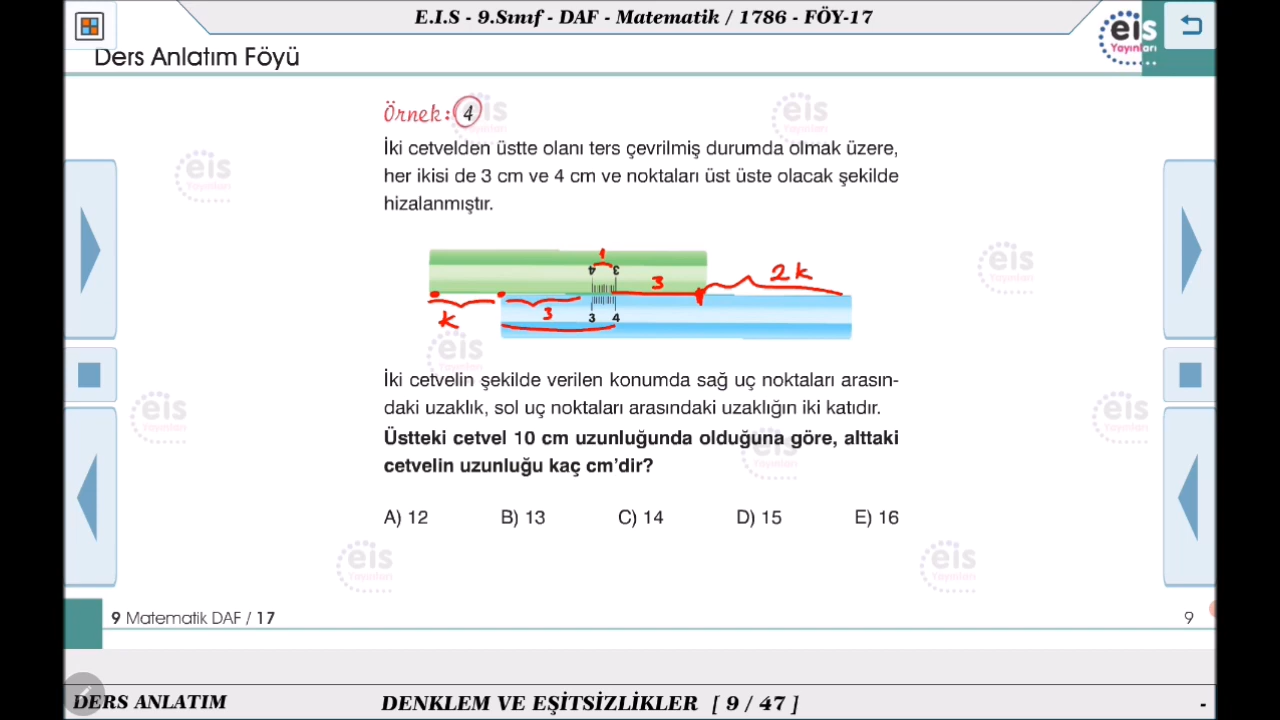 E.I.S - 9.Sınıf - DAF - Matematik / 1786 - FÖY-17
eis
Yayınları
Ders Anlatım Föyü
Örnek: 4
İki cetvelden üstte olanı ters çevrilmiş durumda olmak üzere,
her ikisi de 3 cm ve 4 cm ve noktaları üst üste olacak şekilde
hizalanmıştır.
1
4 3
3
2k
k
3
3 4
İki cetvelin şekilde verilen konumda sağ uç noktaları arasın-
daki uzaklık, sol uç noktaları arasındaki uzaklığın iki katıdır.
Üstteki cetvel 10 cm uzunluğunda olduğuna göre, alttaki
cetvelin uzunluğu kaç cm'dir?
A) 12 B) 13 C) 14 D) 15 E) 16
9 Matematik DAF / 17
9
DERS ANLATIM
DENKLEM VE EŞİTSİZLİKLER [ 9 / 47 ]
-